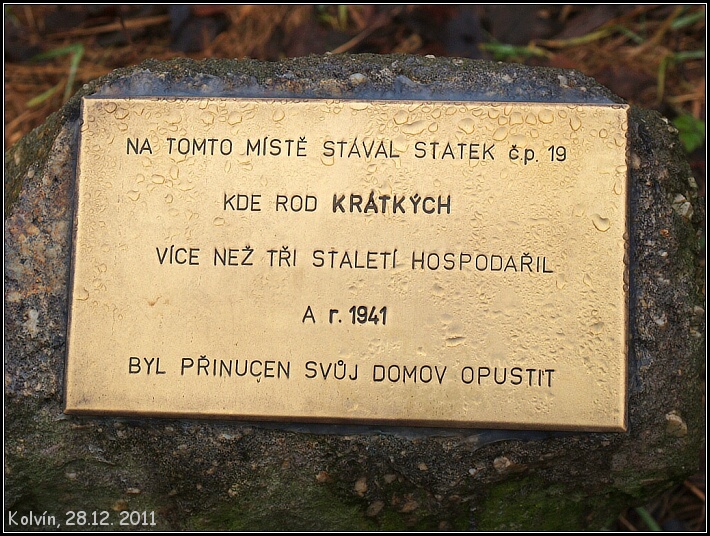 NA TOMTO MÍSTĚ STÁVAL STATEK č.p. 19
KDE ROD KRÁTKÝCH
VÍCE NEŽ TŘI STALETÍ HOSPODAŘIL
A r. 1941
BYL PŘINUCEN SVŮJ DOMOV OPUSTIT
Kolvín, 28.12. 2011